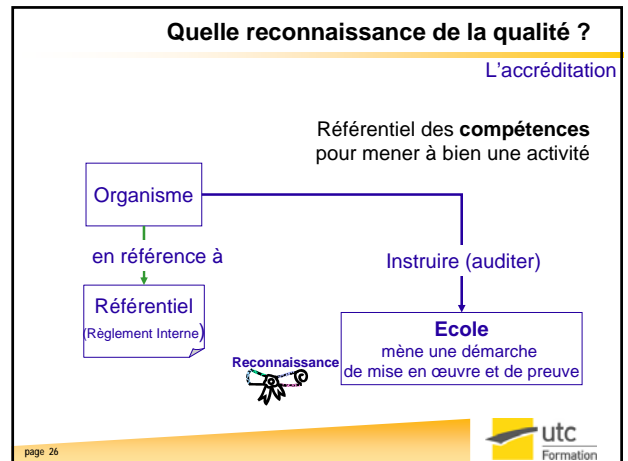 Quelle reconnaissance de la qualité ?
L'accréditation
Référentiel des compétences
pour mener à bien une activité
Organisme
en référence à
Instruire (auditer)
Référentiel
(Règlement Interne)
Ecole
mène une démarche
de mise en œuvre et de preuve
Reconnaissance
page 26
utc
Formation